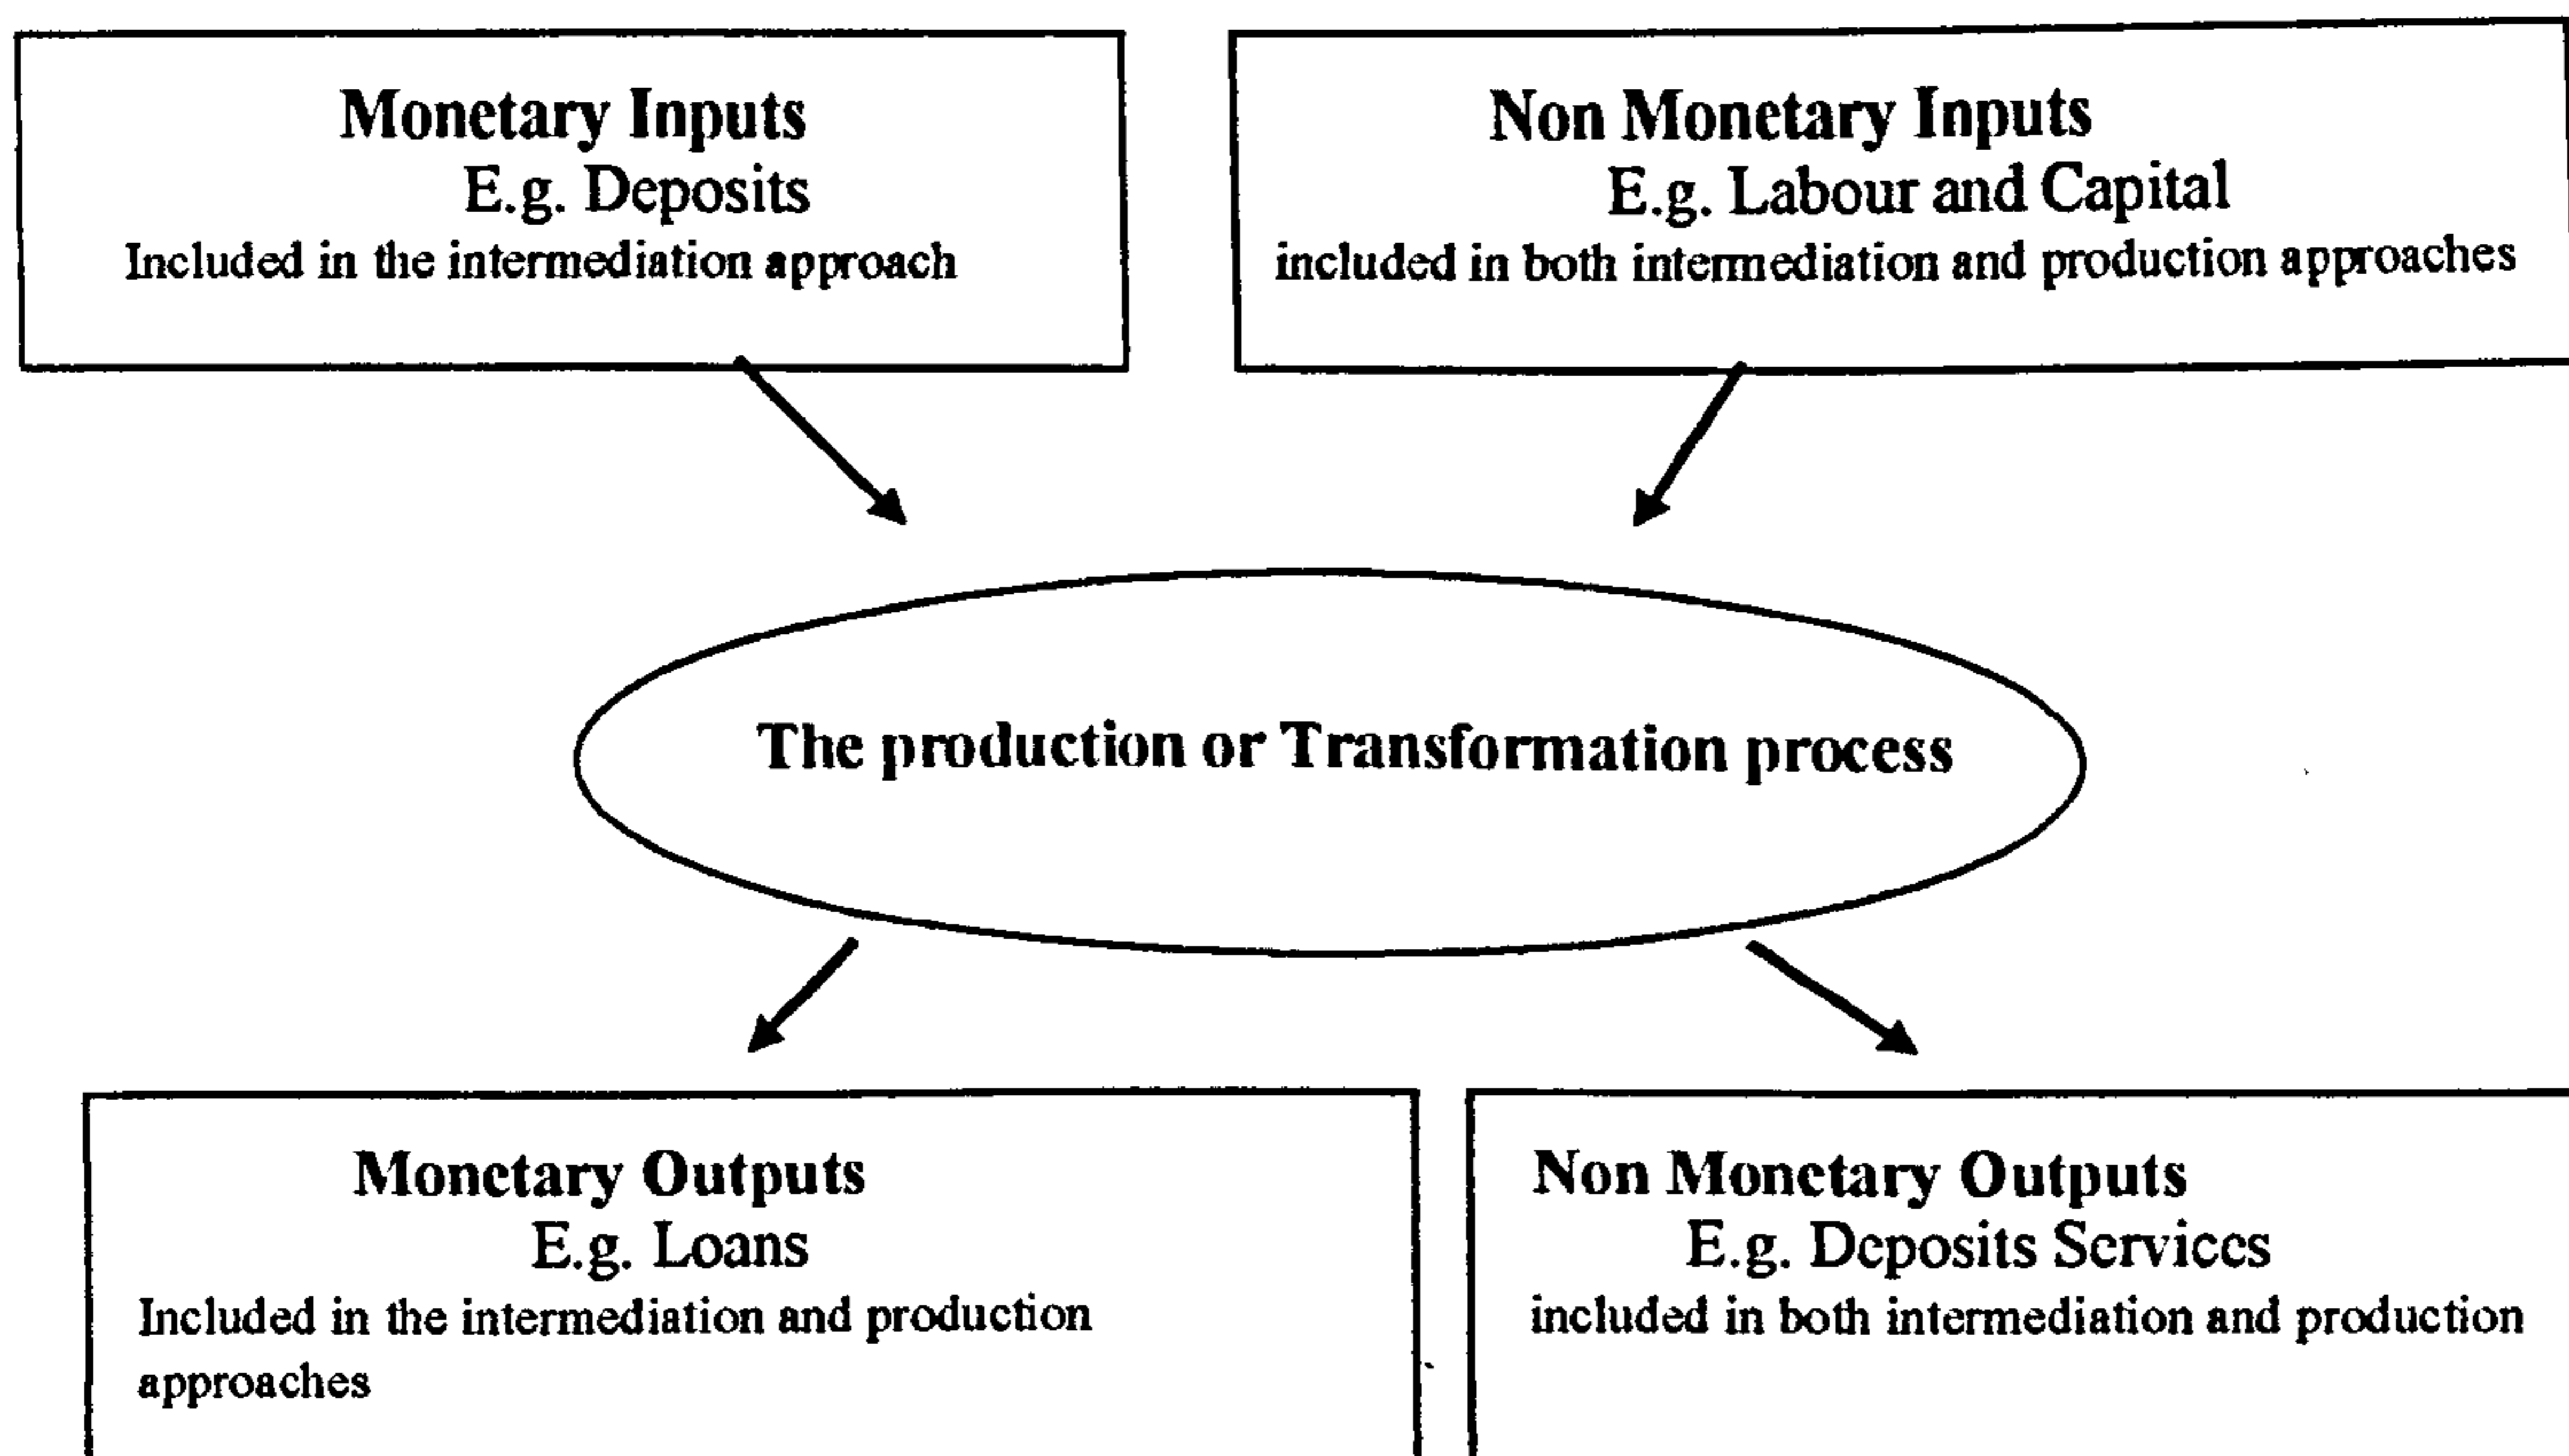 Monetary Inputs
E.g. Deposits
Included in the intermediation approach
Non Monetary Inputs
E.g. Labour and Capital
included in both intermediation and production approaches
The production or Transformation process
Monetary Outputs
E.g. Loans
Included in the intermediation and production
approaches
Non Monetary Outputs
E.g. Deposits Services
included in both intermediation and production